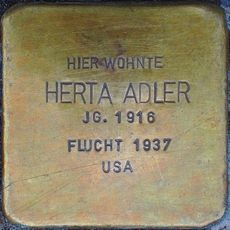 HIER WOHNTE
HERTA ADLER
JG. 1916
FLUCHT 1937
USA